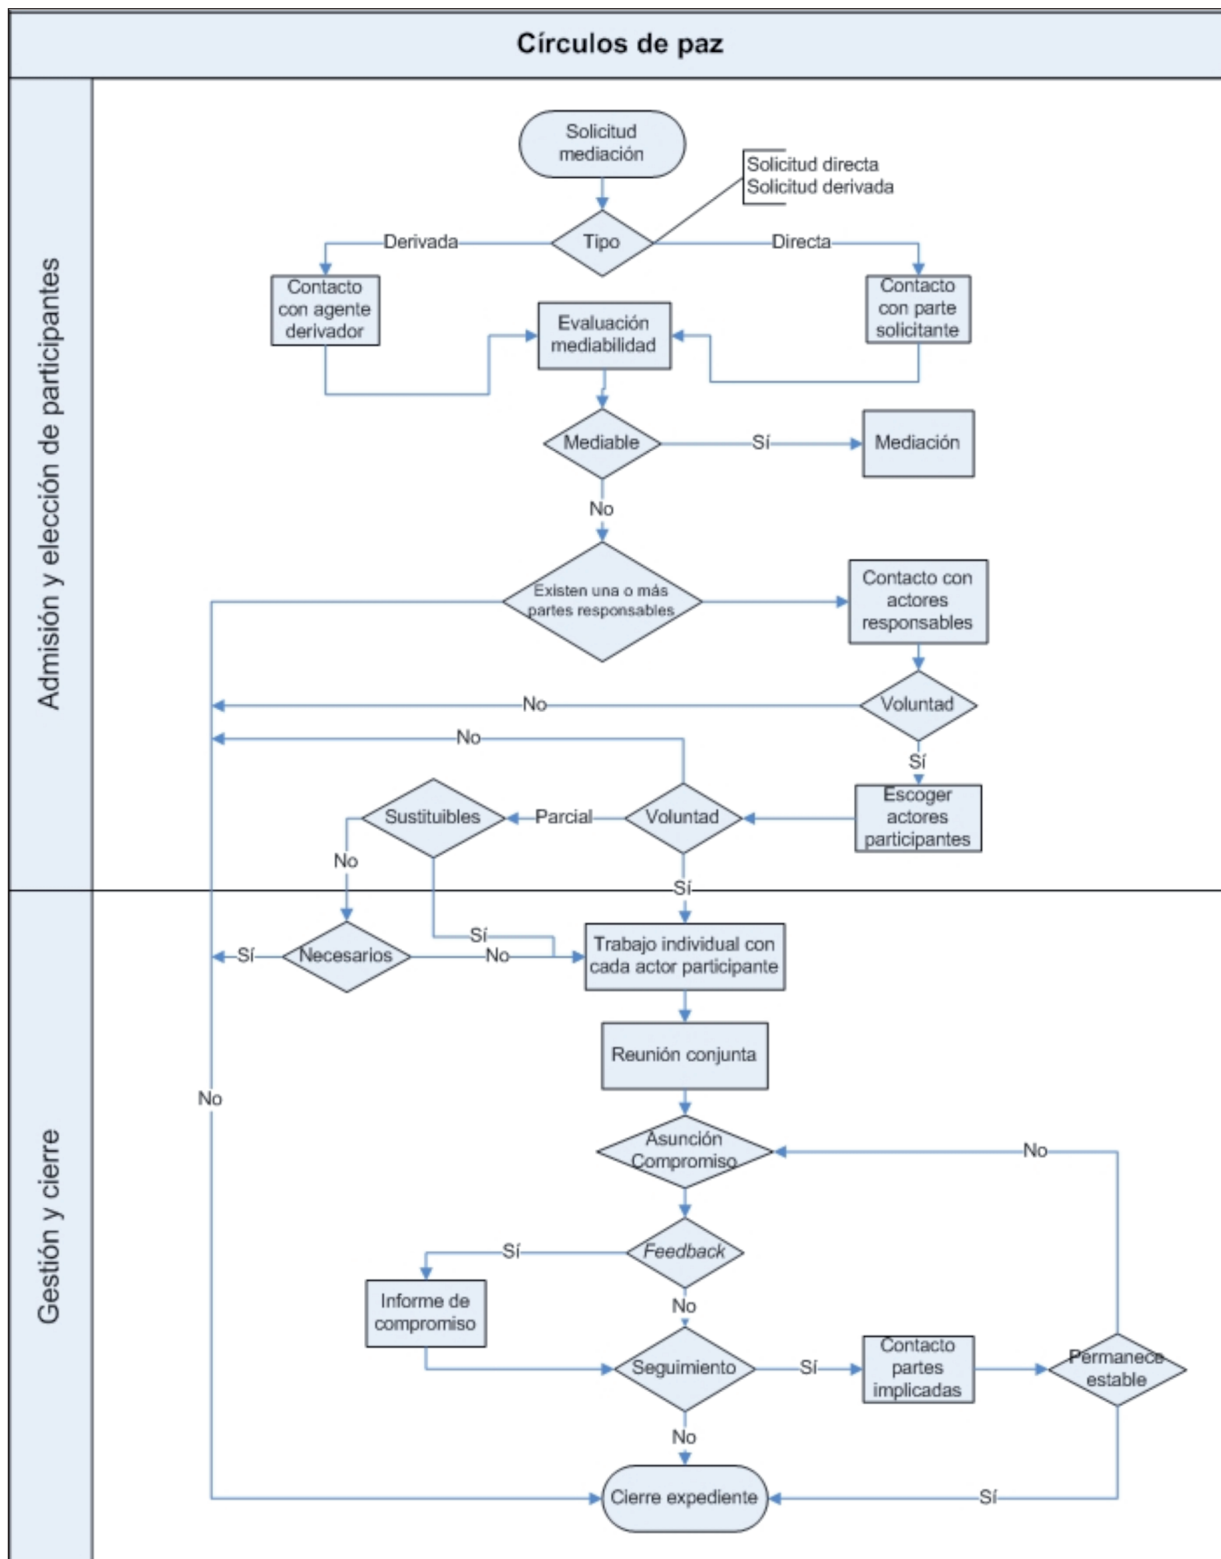 Círculos de paz
Admisión y elección de participantes
Solicitud
mediación
Solicitud directa
Solicitud derivada
Derivada
Tipo
Directa
Contacto
con agente
derivador
Evaluación
mediabilidad
Contacto
con parte
solicitante
Mediable
Sí
Mediación
No
Existen una o más
partes responsables
Contacto con
actores
responsables
No
Voluntad
No
Sí
Sustituibles
Parcial
Voluntad
Escoger
actores
participantes
No
Sí
Gestión y cierre
Sí
Necesarios
Sí
No
Trabajo individual con
cada actor participante
Reunión conjunta
No
Asunción
Compromiso
No
Sí
Feedback
Informe de
compromiso
No
Seguimiento
Sí
Contacto
partes
implicadas
Permanece
estable
No
Cierre expediente
Sí